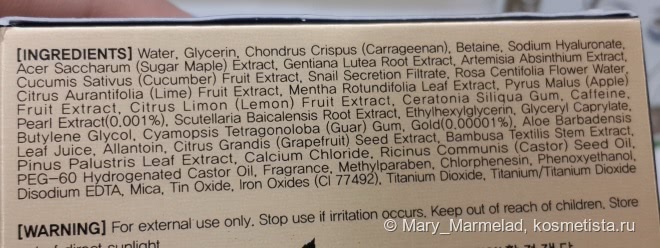 [INGREDIENTS] Water, Glycerin, Chondrus Crispus (Carrageenan), Betaine, Sodium Hyaluronate,
Acer Saccharum (Sugar Maple) Extract, Gentiana Lutea Root Extract, Artemisia Absinthium Extract,
Cucumis Sativus (Cucumber) Fruit Extract, Snail Secretion Filtrate, Rosa Centifolia Flower Water,
Citrus Aurantifolia (Lime) Fruit Extract, Mentha Rotundifolia Leaf Extract, Pyrus Malus (Apple)
Fruit Extract, Citrus Limon (Lemon) Fruit Extract, Ceratonia Siliqua Gum, Caffeine,
Pearl Extract(0.001%), Scutellaria Baicalensis Root Extract, Ethylhexylglycerin, Glyceryl Caprylate,
Butylene Glycol, Cyamopsis Tetragonoloba (Guar) Gum, Gold(0.00001%), Aloe Barbadensis
Leaf Juice, Allantoin, Citrus Grandis (Grapefruit) Seed Extract, Bambusa Textilis Stem Extract,
Pinus Palustris Leaf Extract, Calcium Chloride, Ricinus Communis (Castor) Seed Oil,
PEG-60 Hydrogenated Castor Oil, Fragrance, Methylparaben, Chlorphenesin, Phenoxyethanol,
Disodium EDTA, Mica, Tin Oxide, Iron Oxides (CI 77492), Titanium Dioxide, Titanium/Titanium Dioxide
[WARNING] For external use only. Stop use if irritation occurs. Keep out of reach of children. Store
direct sunlight
© Mary_Marmelad, kosmetista.ru